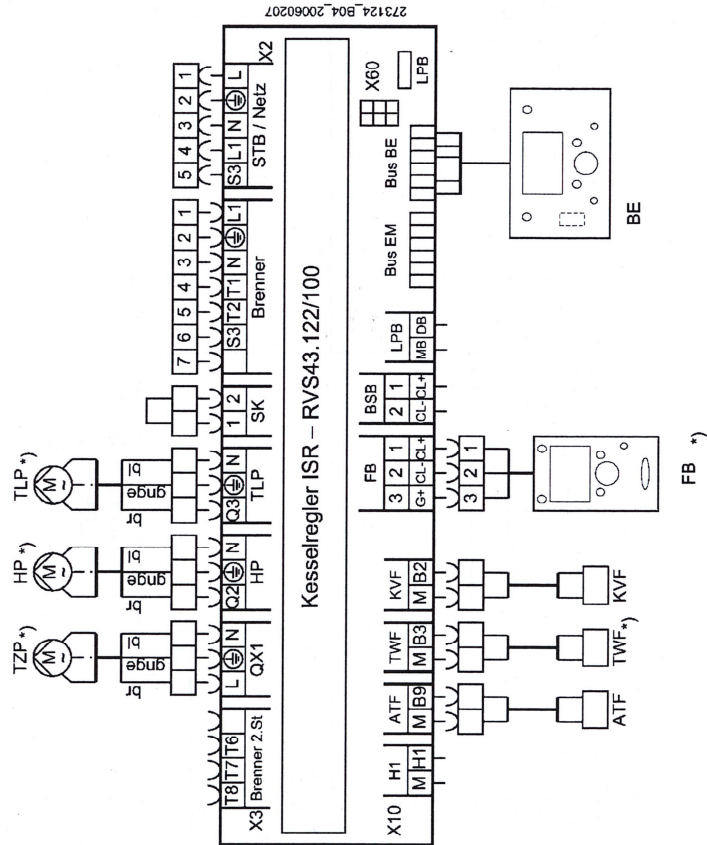 TZP*)
HP*)
TLP*)
M
~
M
~
M
~
br
gnge
bl
br
gnge
bl
br
gnge
bl
7 6 5 4 3 2 1
5 4 3 2 1
T8 T7 T6
L N
Q2 N
Q3 N
1 2
S3 T2 T1 N L1
S3 L1 N L
X3
Brenner 2.St
QX1
HP
TLP
SK
Brenner
STB / Netz
X2
Kesselregler ISR – RVS43.122/100
273124_B04_20060207
X10
H1
ATF
TWF
KVF
FB
BSB
LPB
Bus EM
Bus BE
X60
LPB
M H1
M B9
M B3
M B2
3 2 1
G+ CL- CL+
2 1
CL- CL+
MB DB
3 2 1
ATF
TWF*)
KVF
FB *)
BE